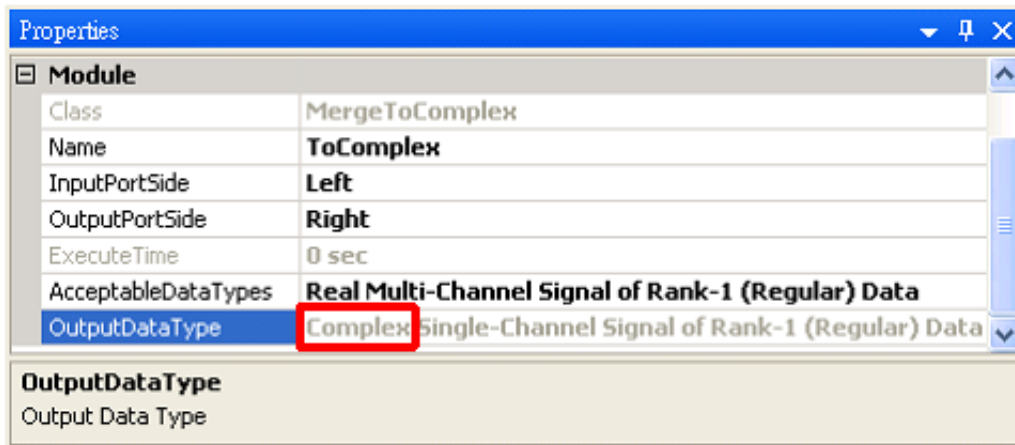 Properties
Module
Class MergeToComplex
Name ToComplex
InputPortSide Left
OutputPortSide Right
ExecuteTime 0 sec
AcceptableDataTypes Real Multi-Channel Signal of Rank-1 (Regular) Data
OutputDataType Complex Single-Channel Signal of Rank-1 (Regular) Data
OutputDataType
Output Data Type